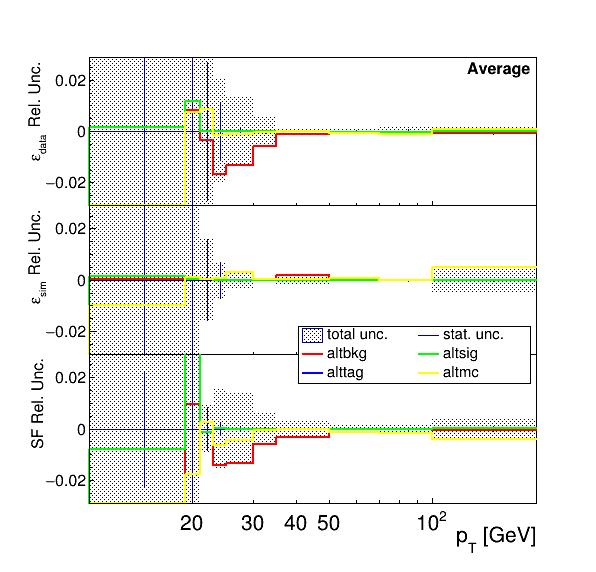 Average
ε_data Rel. Unc.
0.02
0
−0.02
ε_sim Rel. Unc.
0.02
0
−0.02
total unc. stat. unc.
altbkg altsig
alttag altmc
SF Rel. Unc.
0.02
0
−0.02
20 30 40 50 10²
p_T [GeV]